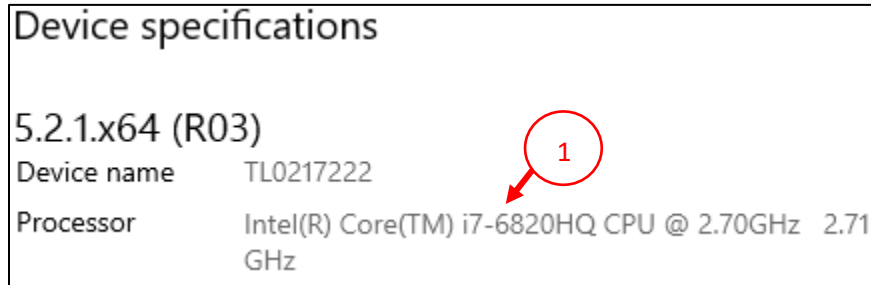 Device specifications
5.2.1.x64 (R03)
1
Device name TL0217222
Processor Intel(R) Core(TM) i7-6820HQ CPU @ 2.70GHz 2.71
GHz